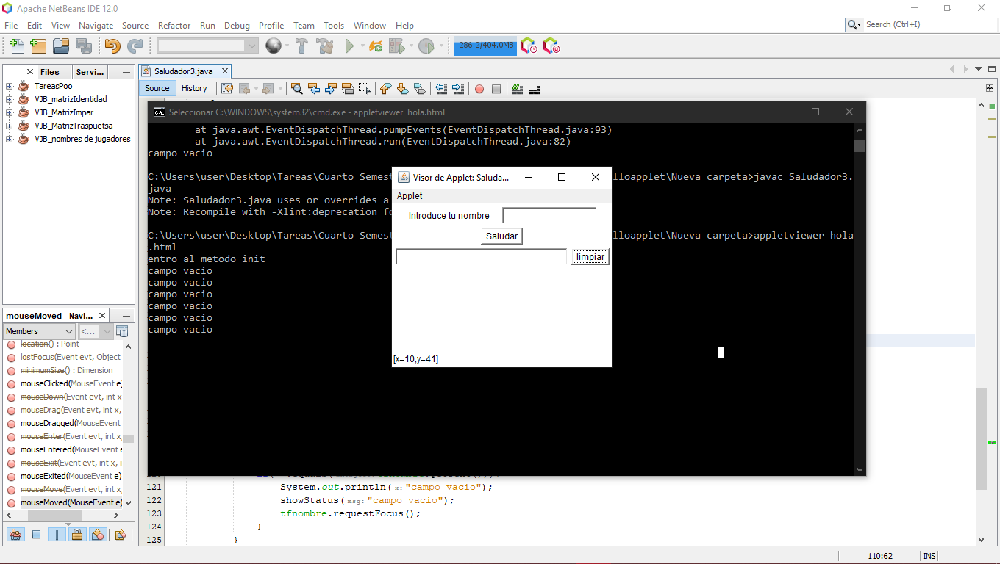 Apache NetBeans IDE 12.0
File Edit View Navigate Source Refactor Run Debug Profile Team Tools Window Help
Search (Ctrl+I)
286.2/404.0MB
Files Servi...
TareasPoo
VJB_matrizIdentidad
VJB_MatrizImpar
VJB_MatrizTraspuetsa
VJB_nombres de jugadores
Saludador3.java
Source History
Seleccionar C:\WINDOWS\system32\cmd.exe - appletviewer hola.html
at java.awt.EventDispatchThread.pumpEvents(EventDispatchThread.java:93)
at java.awt.EventDispatchThread.run(EventDispatchThread.java:82)
campo vacio
C:\Users\user\Desktop\Tareas\Cuarto Semest lloapplet\Nueva carpeta>javac Saludador3.
java
Note: Saludador3.java uses or overrides a
Note: Recompile with -Xlint:deprecation fo
C:\Users\user\Desktop\Tareas\Cuarto Semest lloapplet\Nueva carpeta>appletviewer hola
.html
entro al metodo init
campo vacio
campo vacio
campo vacio
campo vacio
campo vacio
campo vacio
Visor de Applet: Saluda...
Applet
Introduce tu nombre
Saludar
limpiar
[x=10,y=41]
mouseMoved - Navi...
Members <...
location() : Point
lostFocus(Event evt, Object
minimumSize() : Dimension
mouseClicked(MouseEvent e)
mouseDown(Event evt, int x
mouseDrag(Event evt, int x,
mouseDragged(MouseEvent
mouseEnter(Event evt, int x
mouseEntered(MouseEvent e
mouseExit(Event evt, int x, i
mouseExited(MouseEvent e)
mouseMove(Event evt, int x,
mouseMoved(MouseEvent e)
121 System.out.println(x: "campo vacio");
122 showStatus(msg: "campo vacio");
123 tfnombre.requestFocus();
124 }
125 }
110:62 INS